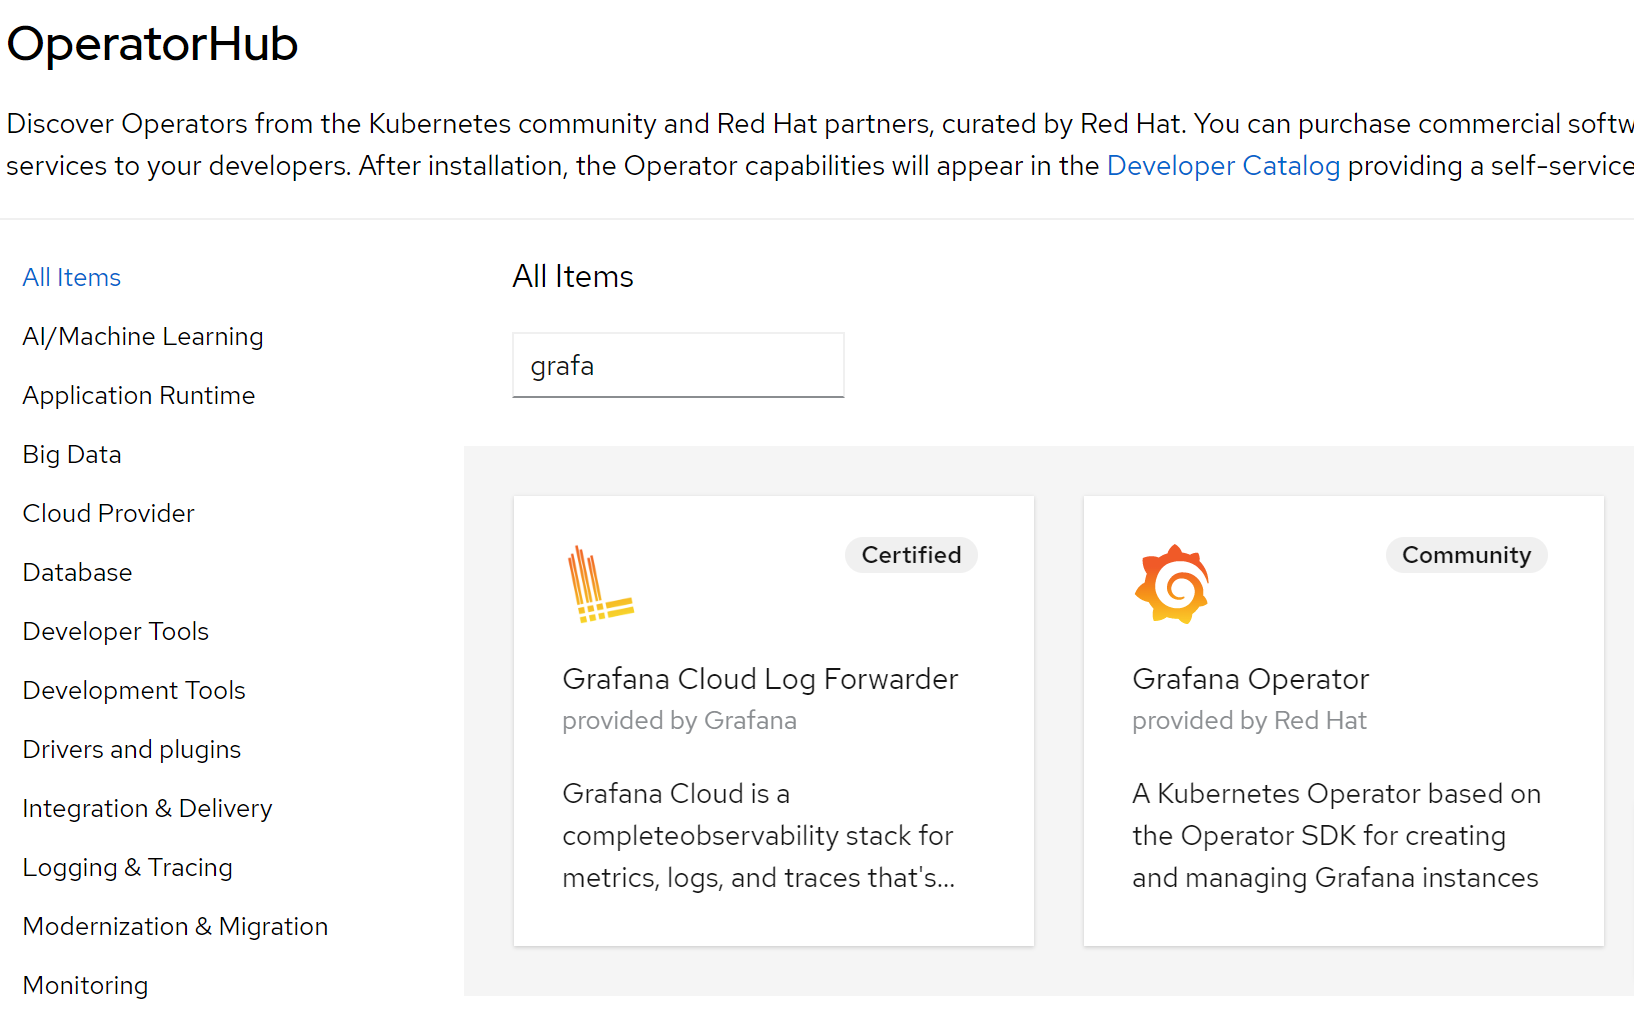 OperatorHub
Discover Operators from the Kubernetes community and Red Hat partners, curated by Red Hat. You can purchase commercial softw
services to your developers. After installation, the Operator capabilities will appear in the Developer Catalog providing a self-service
All Items
AI/Machine Learning
Application Runtime
Big Data
Cloud Provider
Database
Developer Tools
Development Tools
Drivers and plugins
Integration & Delivery
Logging & Tracing
Modernization & Migration
Monitoring
All Items
grafa
Certified
Grafana Cloud Log Forwarder
provided by Grafana
Grafana Cloud is a
completeobservability stack for
metrics, logs, and traces that's...
Community
Grafana Operator
provided by Red Hat
A Kubernetes Operator based on
the Operator SDK for creating
and managing Grafana instances